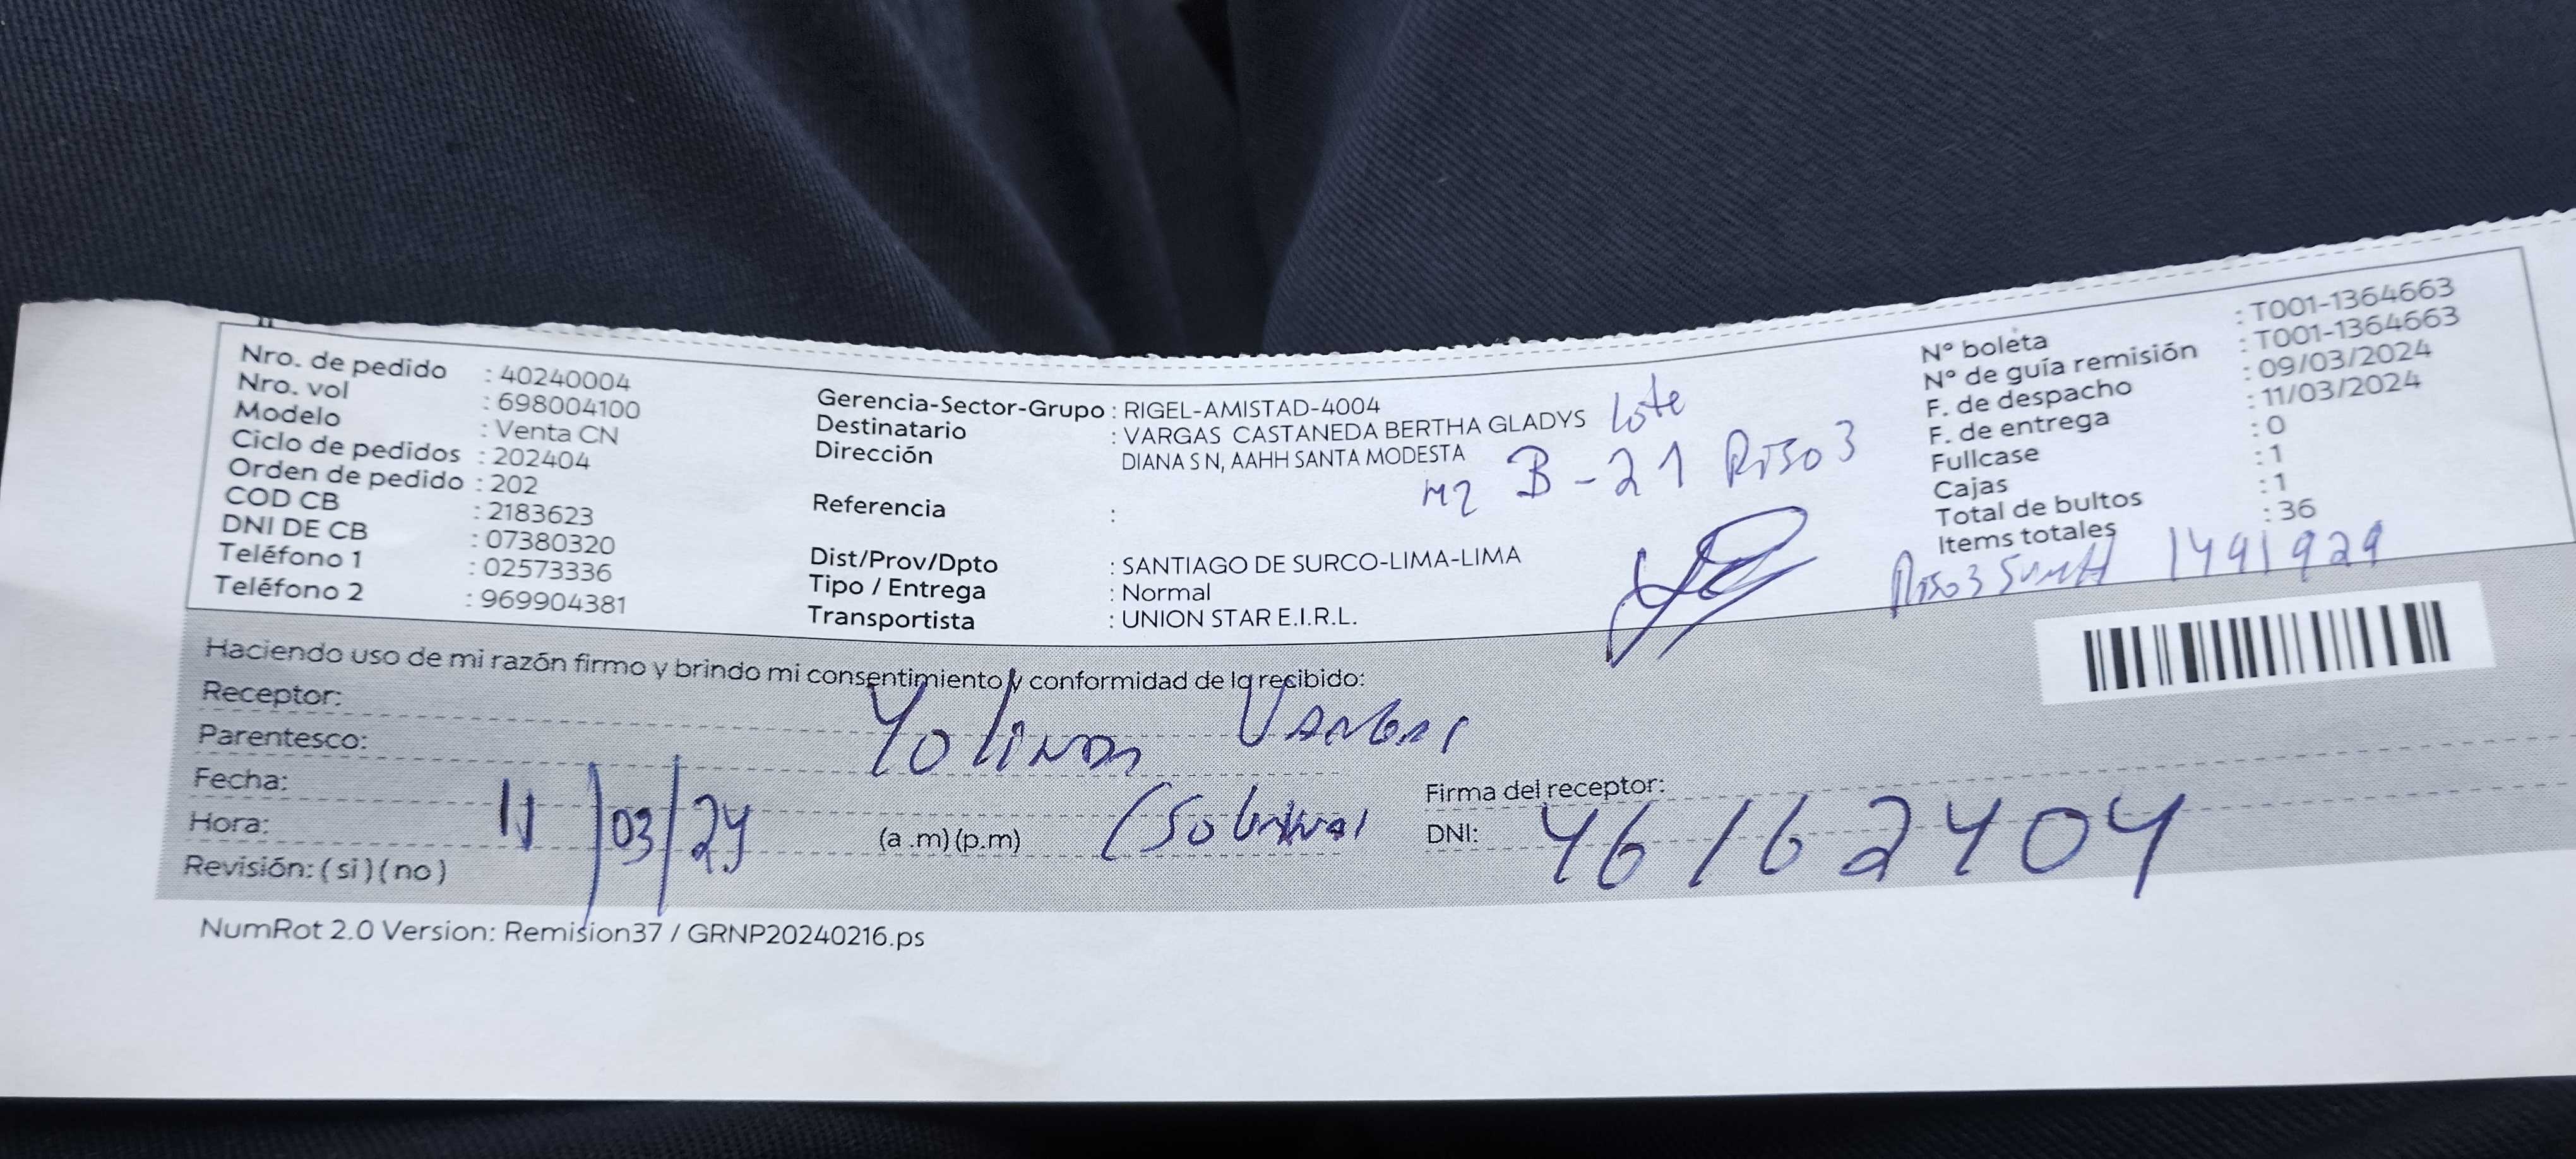 Nro. de pedido : 40240004
Nro. vol : 698004100
Modelo : Venta CN
Ciclo de pedidos : 202404
Orden de pedido : 202
COD CB : 2183623
DNI DE CB : 07380320
Teléfono 1 : 02573336
Teléfono 2 : 969904381
Gerencia-Sector-Grupo : RIGEL-AMISTAD-4004
Destinatario : VARGAS CASTANEDA BERTHA GLADYS
Lote
Dirección DIANA S N, AAHH SANTA MODESTA
Mz B-21 Piso 3
Referencia :
Dist/Prov/Dpto : SANTIAGO DE SURCO-LIMA-LIMA
Tipo / Entrega : Normal
Transportista : UNION STAR E.I.R.L.
N° boleta : T001-1364663
N° de guía remisión : T001-1364663
F. de despacho : 09/03/2024
F. de entrega : 11/03/2024
Fullcase : 0
Cajas : 1
Total de bultos : 1
Items totales : 36
Piso 3 1491929
Haciendo uso de mi razón firmo y brindo mi consentimiento y conformidad de lo recibido:
Receptor:
Parentesco: Vargas
Fecha: Firma del receptor:
Hora: 11/03/24 (a .m)(p.m) (Sobrina) DNI: 46162404
Revisión: ( si ) ( no )
NumRot 2.0 Version: Remision37 / GRNP20240216.ps